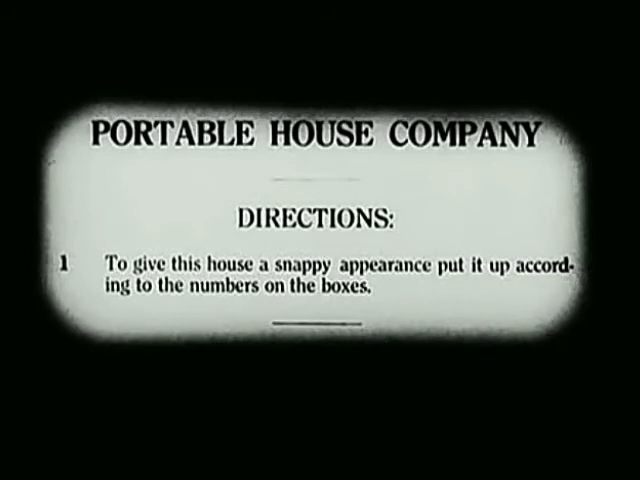 PORTABLE HOUSE COMPANY
DIRECTIONS:
1 To give this house a snappy appearance put it up accord-
ing to the numbers on the boxes.